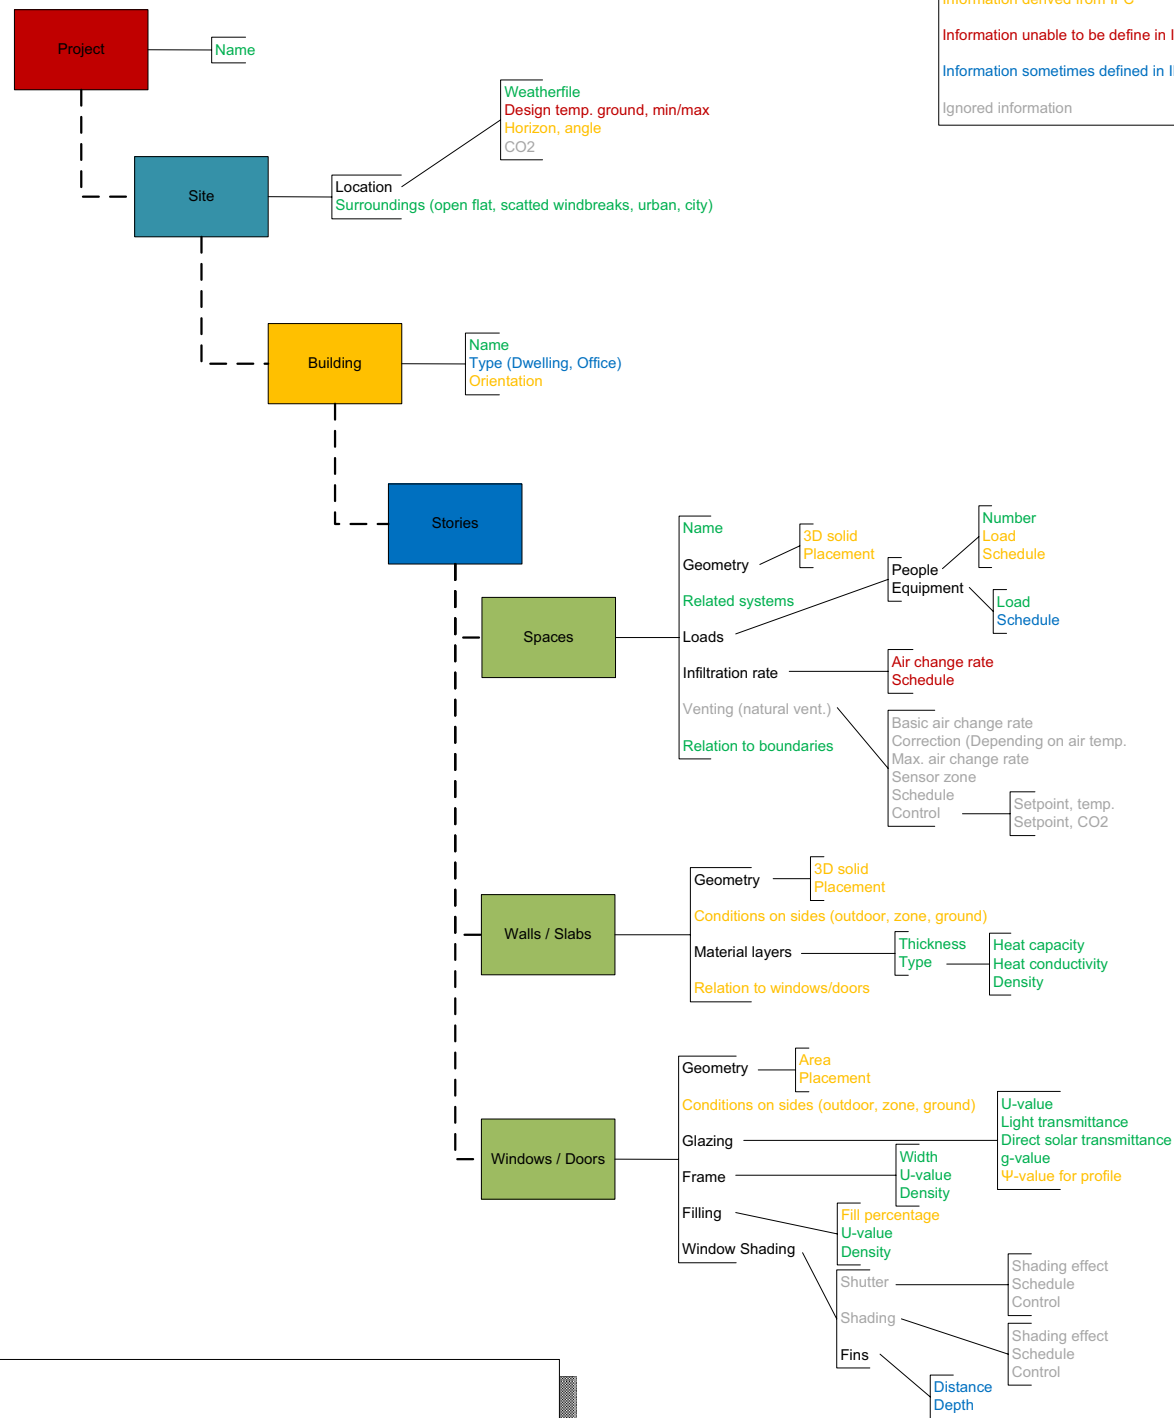 Information derived from IFC
Project
Name
Information unable to be define in I
Information sometimes defined in I
Ignored information
Weatherfile
Design temp. ground, min/max
Horizon, angle
CO2
Site
Location
Surroundings (open flat, scatted windbreaks, urban, city)
Building
Name
Type (Dwelling, Office)
Orientation
Stories
Spaces
Name
Geometry
3D solid
Placement
Related systems
Loads
People
Equipment
Number
Load
Schedule
Load
Schedule
Infiltration rate
Air change rate
Schedule
Venting (natural vent.)
Basic air change rate
Correction (Depending on air temp.
Max. air change rate
Sensor zone
Schedule
Control
Setpoint, temp.
Setpoint, CO2
Relation to boundaries
Walls / Slabs
Geometry
3D solid
Placement
Conditions on sides (outdoor, zone, ground)
Material layers
Thickness
Type
Heat capacity
Heat conductivity
Density
Relation to windows/doors
Windows / Doors
Geometry
Area
Placement
Conditions on sides (outdoor, zone, ground)
Glazing
U-value
Light transmittance
Direct solar transmittance
g-value
Ψ-value for profile
Frame
Width
U-value
Density
Filling
Fill percentage
U-value
Density
Window Shading
Shutter
Shading effect
Schedule
Control
Shading
Shading effect
Schedule
Control
Fins
Distance
Depth